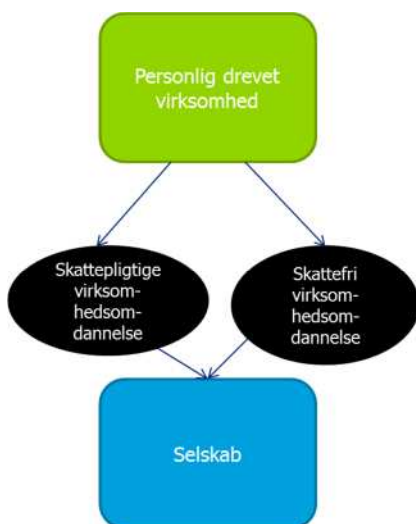 Personlig drevet
virksomhed
Skattepligtige
virksom-
hedsom-
dannelse
Skattefri
virksom-
hedsom-
dannelse
Selskab